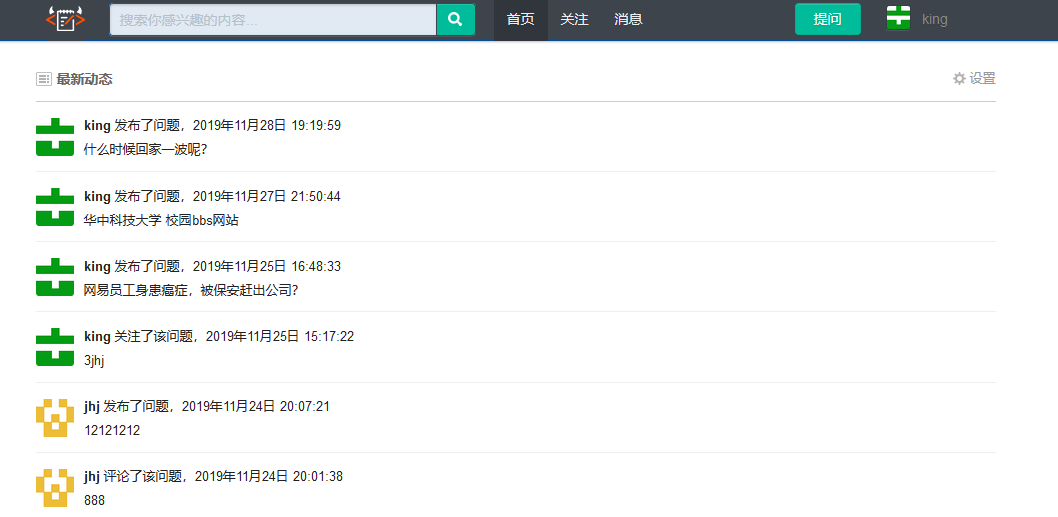 搜索你感兴趣的内容...
首页 关注 消息 提问 king
最新动态 设置
king 发布了问题，2019年11月28日 19:19:59
什么时候回家一波呢？
king 发布了问题，2019年11月27日 21:50:44
华中科技大学 校园bbs网站
king 发布了问题，2019年11月25日 16:48:33
网易员工身患癌症，被保安赶出公司？
king 关注了该问题，2019年11月25日 15:17:22
3jhj
jhj 发布了问题，2019年11月24日 20:07:21
12121212
jhj 评论了该问题，2019年11月24日 20:01:38
888